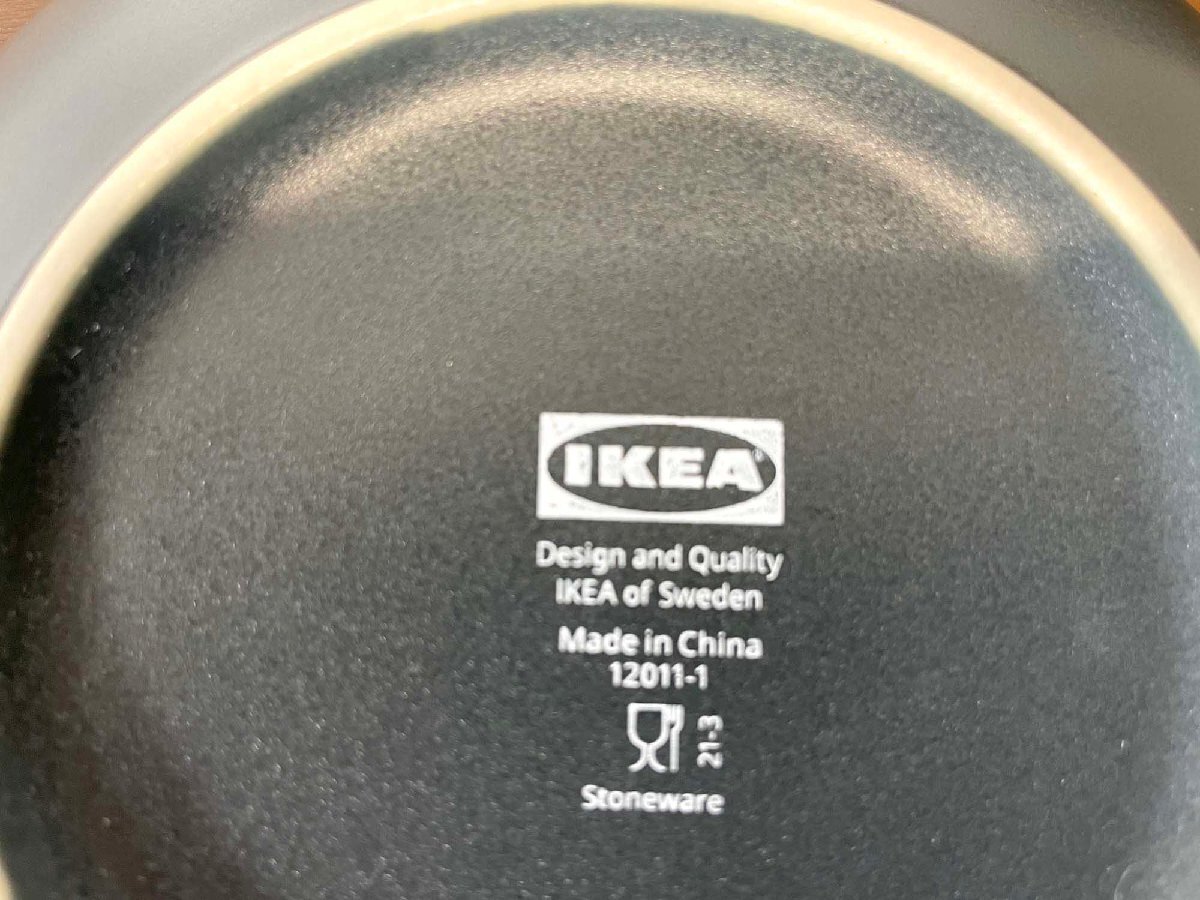 IKEA®
Design and Quality
IKEA of Sweden
Made in China
12011-1
21-3
Stoneware